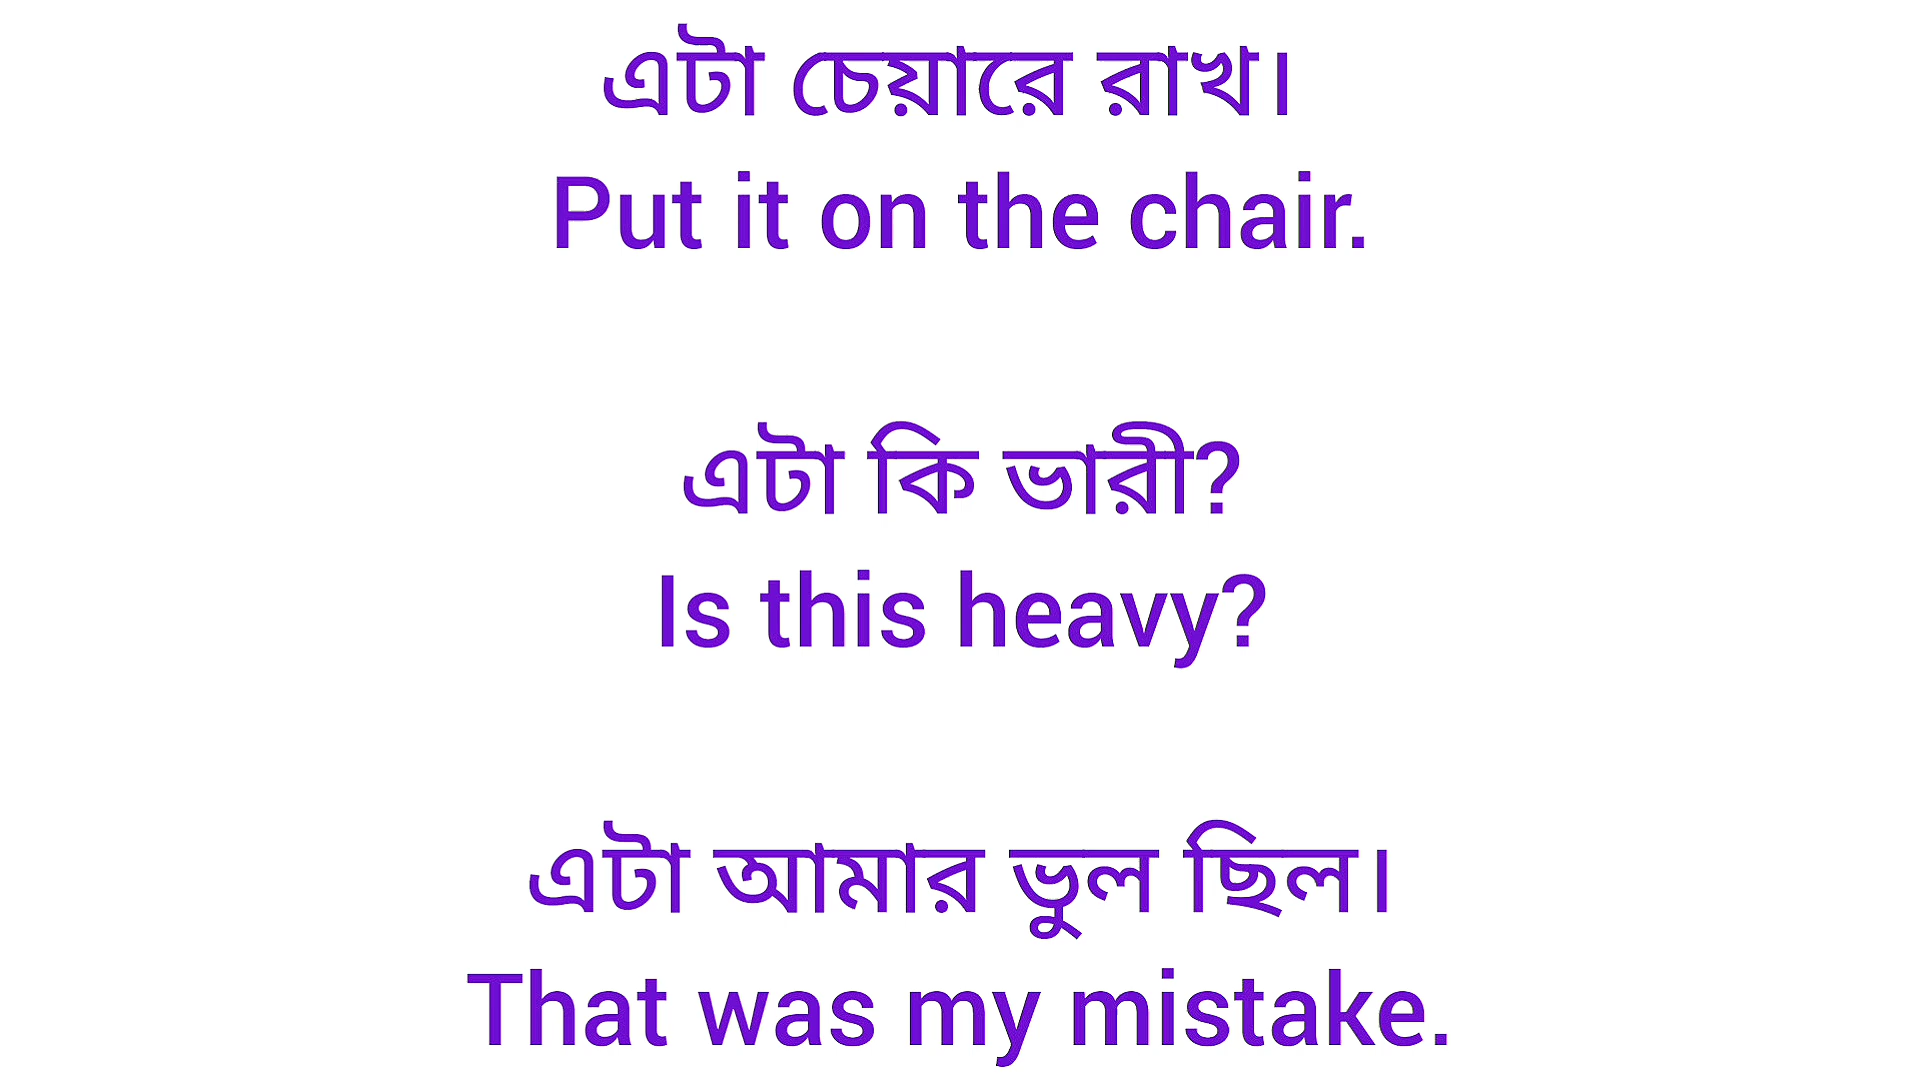 এটা চেয়ারে রাখ।
Put it on the chair.
এটা কি ভারী?
Is this heavy?
এটা আমার ভুল ছিল।
That was my mistake.